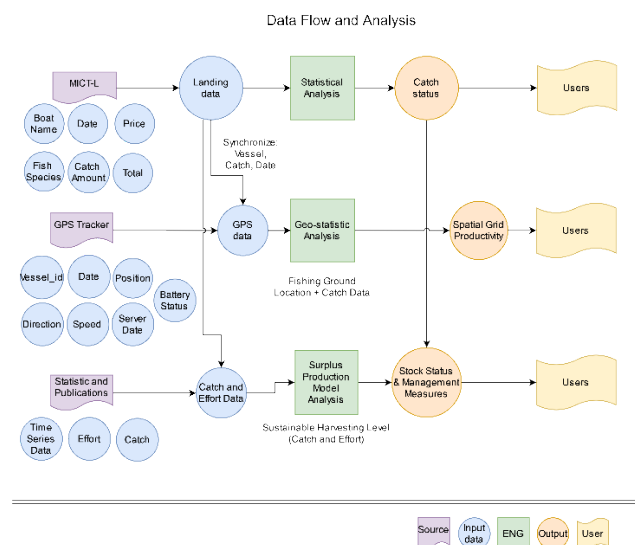 Data Flow and Analysis
MICT-L
Landing
data
Statistical
Analysis
Catch
status
Users
Boat
Name
Date
Price
Synchronize:
Vessel,
Catch, Date
Fish
Species
Catch
Amount
Total
GPS Tracker
GPS
data
Geo-statistic
Analysis
Spatial Grid
Productivity
Users
Fishing Ground
Location + Catch Data
Vessel_id
Date
Position
Battery
Status
Direction
Speed
Server
Date
Statistic and
Publications
Catch and
Effort Data
Surplus
Production
Model
Analysis
Stock Status
& Management
Measures
Users
Sustainable Harvesting Level
(Catch and Effort)
Time
Series
Data
Effort
Catch
Source
Input
data
ENG
Output
User